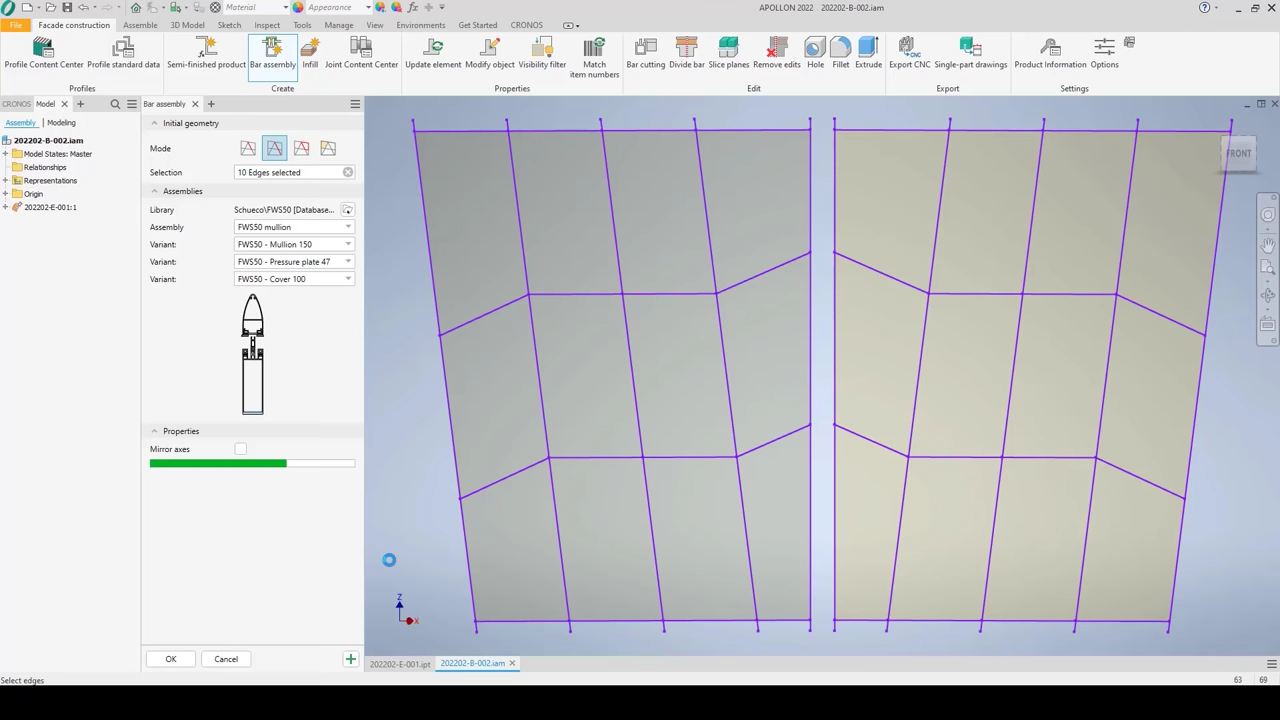 Material
Appearance
fx
APOLLON 2022 202202-B-002.iam
?
File
Facade construction
Assemble
3D Model
Sketch
Inspect
Tools
Manage
View
Environments
Get Started
CRONOS
Profile Content Center
Profile standard data
Semi-finished product
Bar assembly
Infill
Joint Content Center
Update element
Modify object
Visibility filter
Match
item numbers
Bar cutting
Divide bar
Slice planes
Remove edits
Hole
Fillet
Extrude
Export CNC
Single-part drawings
Product Information
Options
Profiles
Create
Properties
Edit
Export
Settings
CRONOS
Model
Assembly
Modeling
202202-B-002.iam
Model States: Master
Relationships
Representations
Origin
202202-E-001:1
Bar assembly
Initial geometry
Mode
Selection
10 Edges selected
Assemblies
Library
Schueco\FWS50 [Database...
Assembly
FWS50 mullion
Variant:
FWS50 - Mullion 150
Variant:
FWS50 - Pressure plate 47
Variant:
FWS50 - Cover 100
Properties
Mirror axes
OK
Cancel
FRONT
Z
X
202202-E-001.ipt
202202-B-002.iam
Select edges
63
69